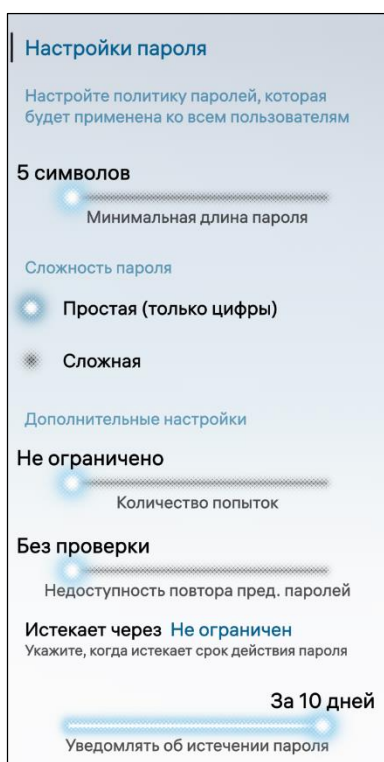 Настройки пароля
Настройте политику паролей, которая
будет применена ко всем пользователям
5 символов
Минимальная длина пароля
Сложность пароля
Простая (только цифры)
Сложная
Дополнительные настройки
Не ограничено
Количество попыток
Без проверки
Недоступность повтора пред. паролей
Истекает через Не ограничен
Укажите, когда истекает срок действия пароля
За 10 дней
Уведомлять об истечении пароля